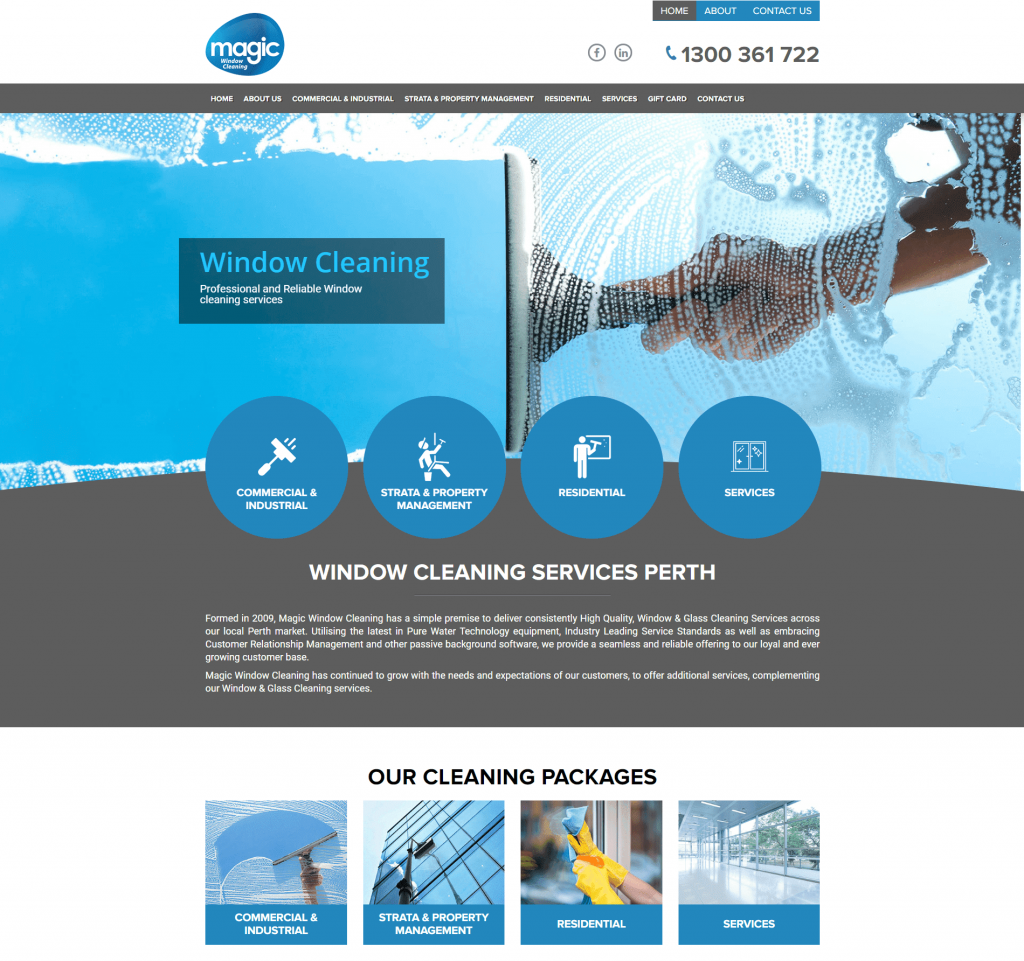 HOME ABOUT CONTACT US
magic
Window
Cleaning
1300 361 722
HOME ABOUT US COMMERCIAL & INDUSTRIAL STRATA & PROPERTY MANAGEMENT RESIDENTIAL SERVICES GIFT CARD CONTACT US
Window Cleaning
Professional and Reliable Window
cleaning services
COMMERCIAL &
INDUSTRIAL
STRATA & PROPERTY
MANAGEMENT
RESIDENTIAL
SERVICES
WINDOW CLEANING SERVICES PERTH
Formed in 2009, Magic Window Cleaning has a simple premise to deliver consistently High Quality, Window & Glass Cleaning Services across
our local Perth market. Utilising the latest in Pure Water Technology equipment, Industry Leading Service Standards as well as embracing
Customer Relationship Management and other passive background software, we provide a seamless and reliable offering to our loyal and ever
growing customer base.
Magic Window Cleaning has continued to grow with the needs and expectations of our customers, to offer additional services, complementing
our Window & Glass Cleaning services.
OUR CLEANING PACKAGES
COMMERCIAL &
INDUSTRIAL
STRATA & PROPERTY
MANAGEMENT
RESIDENTIAL
SERVICES